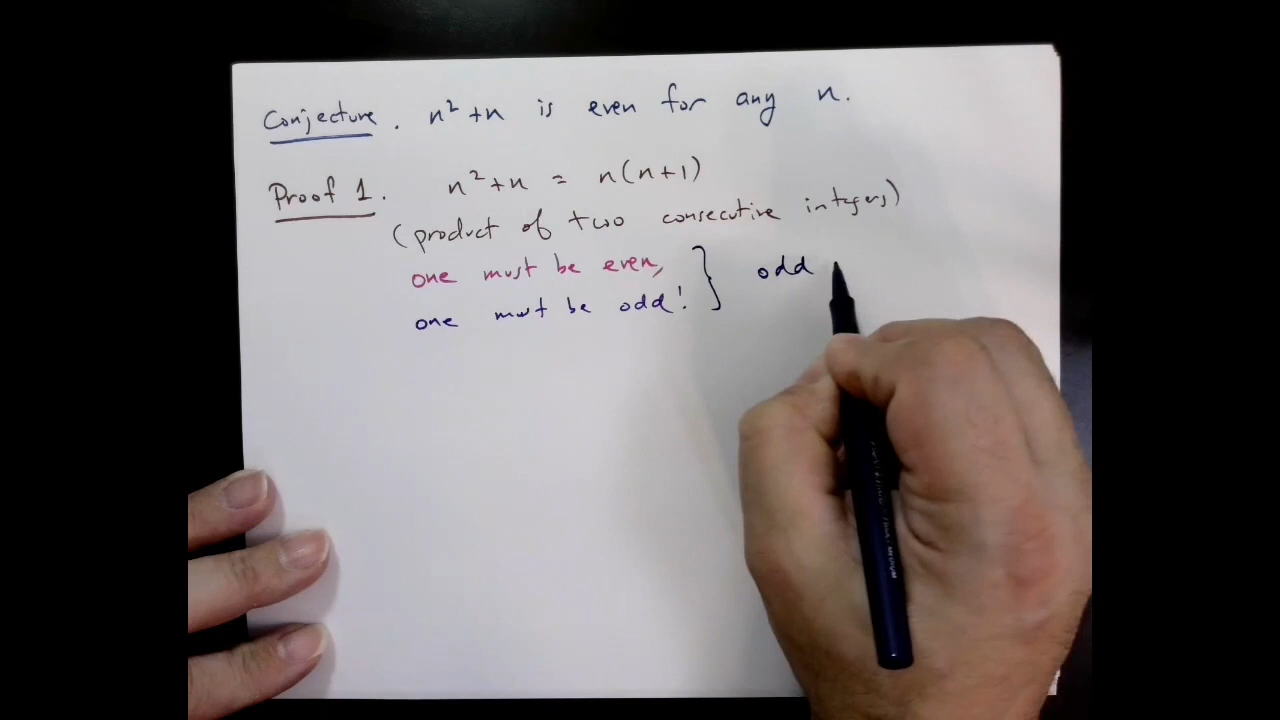 Conjecture. n² + n is even for any n.
Proof 1. n² + n = n(n+1)
(product of two consecutive integers)
one must be even, } odd
one must be odd!